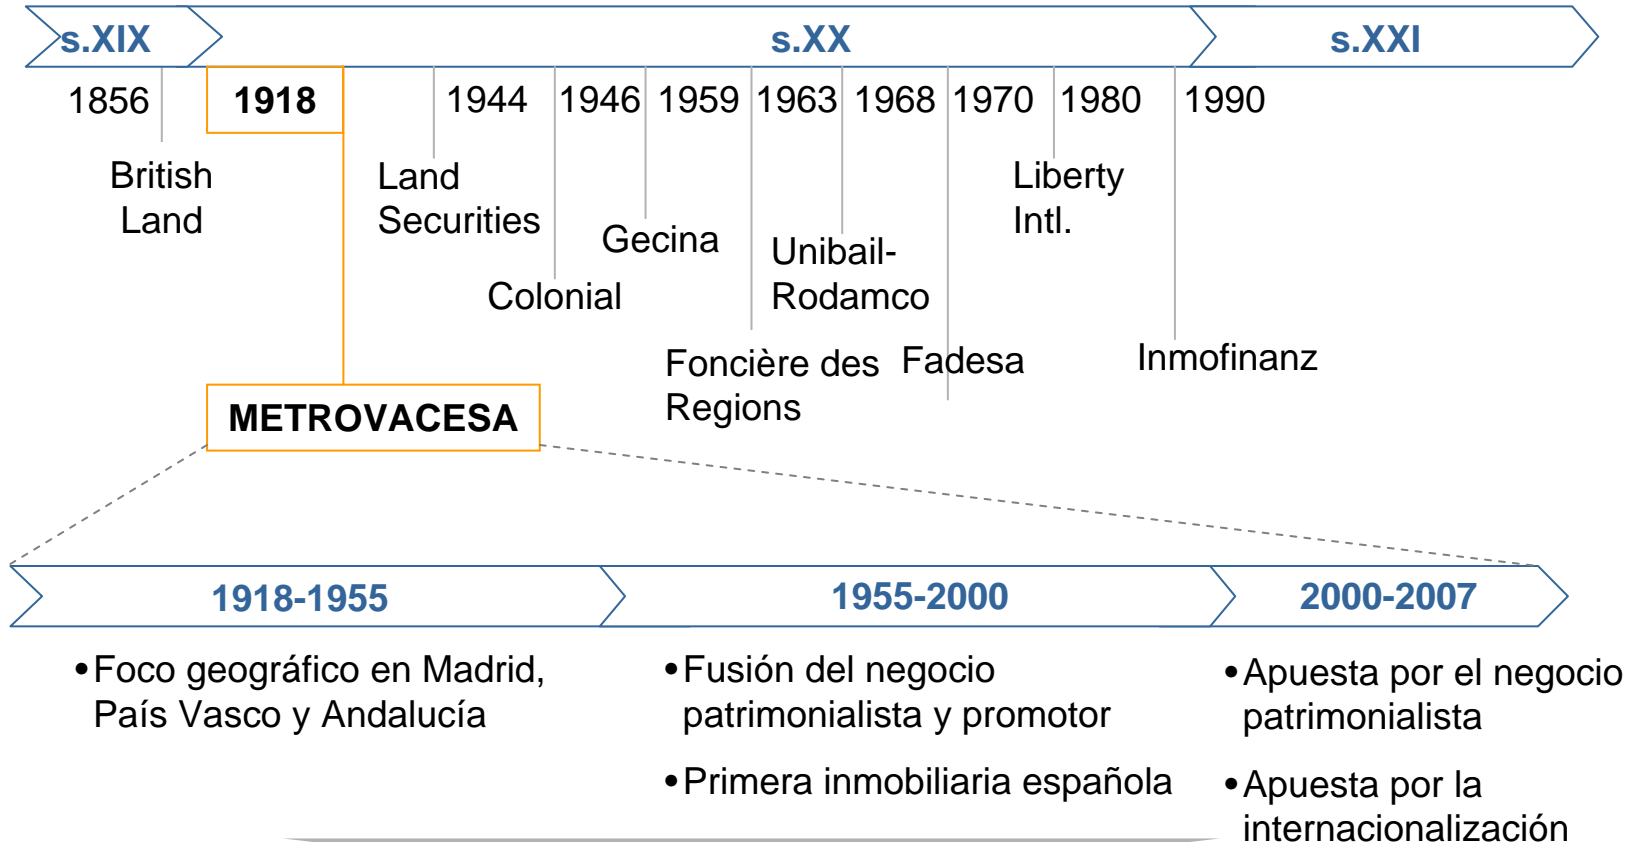 s.XIX s.XX s.XXI
1856 1918 1944 1946 1959 1963 1968 1970 1980 1990
British
Land
Land
Securities
Colonial
Gecina
Foncière des
Regions
Unibail-
Rodamco
Fadesa
Liberty
Intl.
Inmofinanz
METROVACESA
1918-1955 1955-2000 2000-2007
•Foco geográfico en Madrid,
País Vasco y Andalucía
•Fusión del negocio
patrimonialista y promotor
•Primera inmobiliaria española
•Apuesta por el negocio
patrimonialista
•Apuesta por la
internacionalización